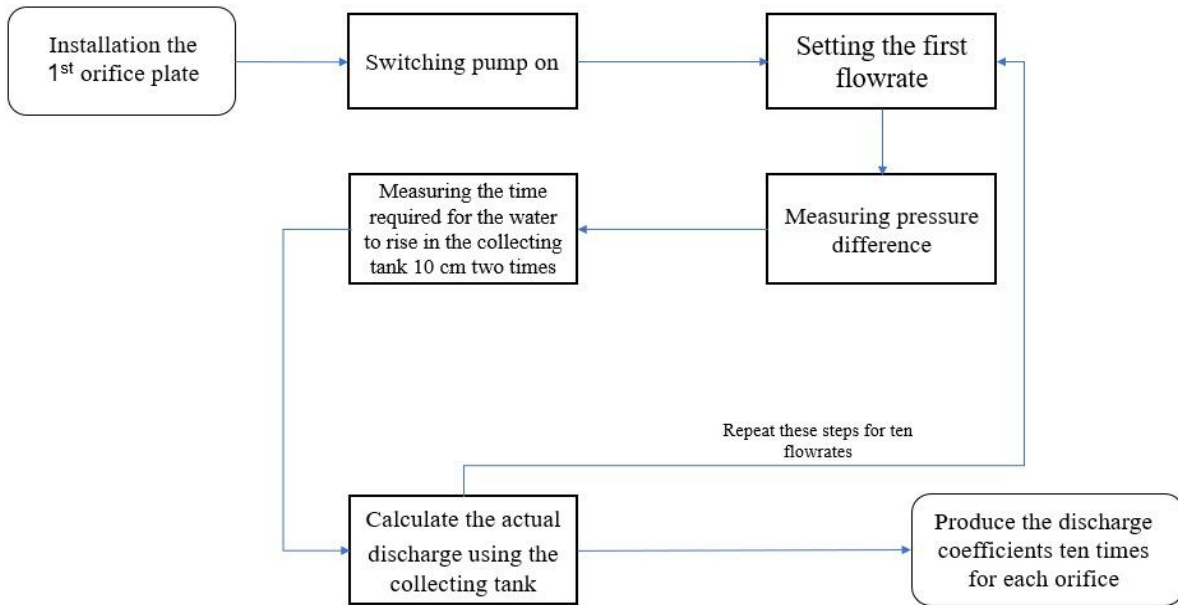 Installation the
1st orifice plate
Switching pump on
Setting the first
flowrate
Measuring pressure
difference
Measuring the time
required for the water
to rise in the collecting
tank 10 cm two times
Calculate the actual
discharge using the
collecting tank
Repeat these steps for ten
flowrates
Produce the discharge
coefficients ten times
for each orifice